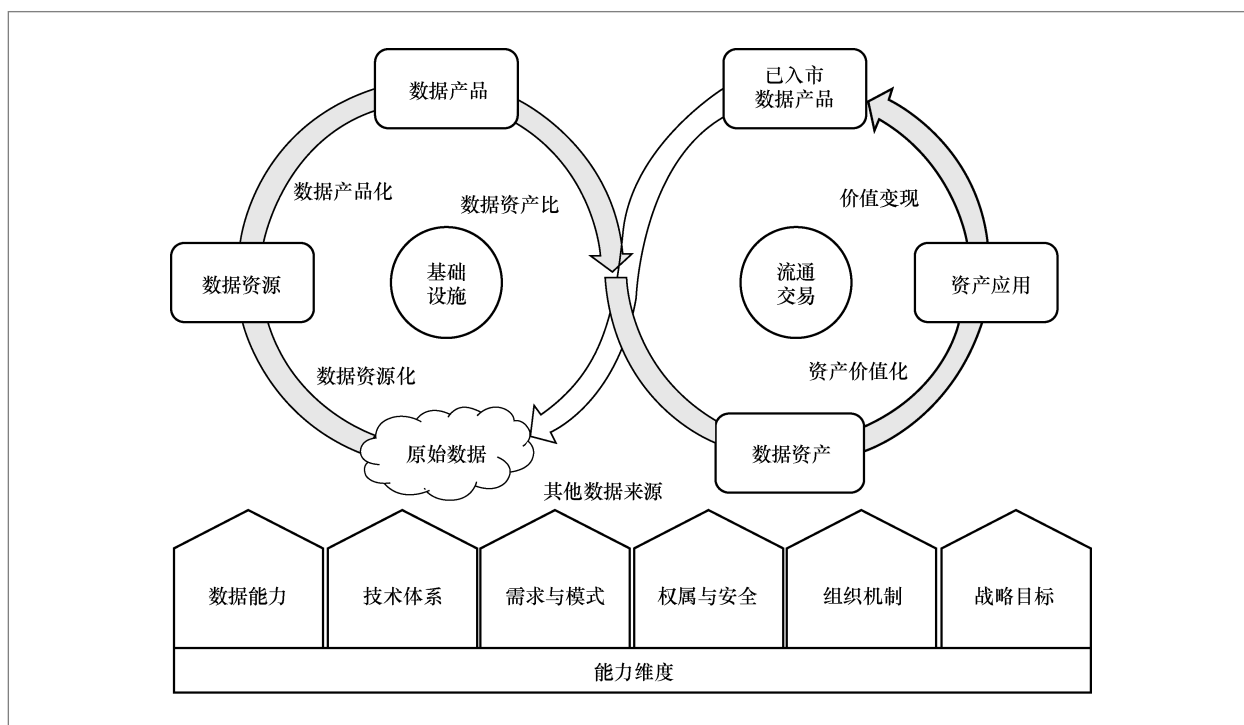 数据产品
已入市
数据产品
数据产品化
数据资产比
价值变现
数据资源
基础
设施
流通
交易
资产应用
数据资源化
资产价值化
原始数据
数据资产
其他数据来源
数据能力
技术体系
需求与模式
权属与安全
组织机制
战略目标
能力维度